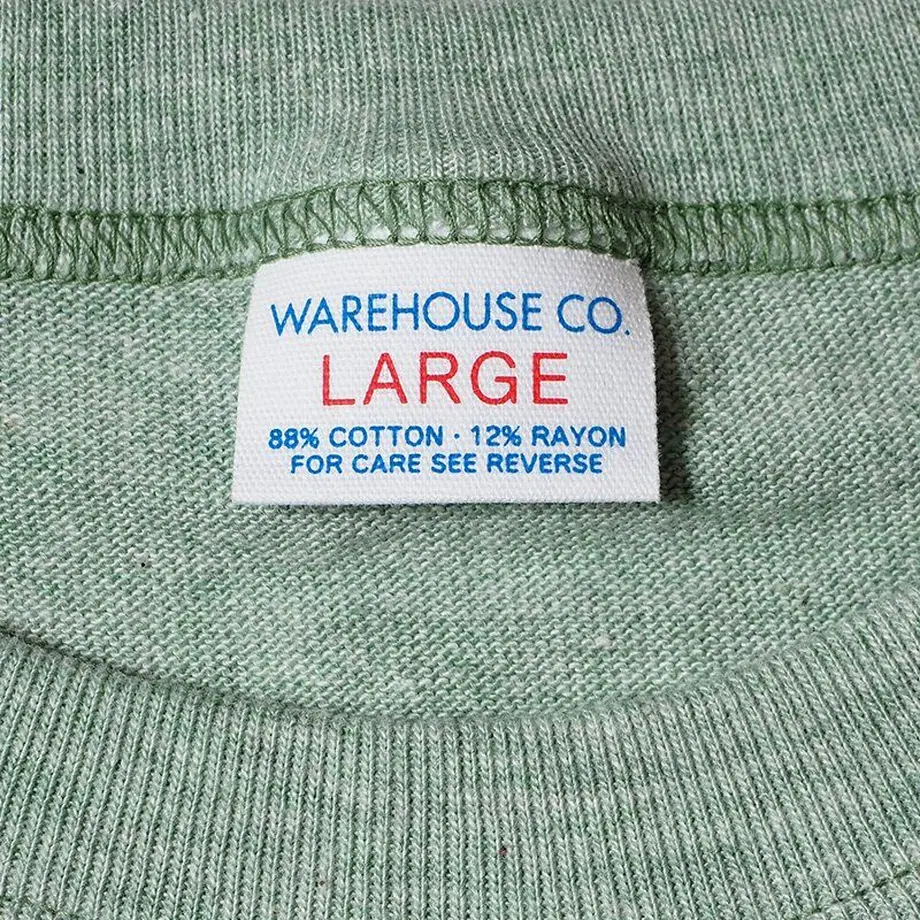 WAREHOUSE CO.
LARGE
88% COTTON · 12% RAYON
FOR CARE SEE REVERSE